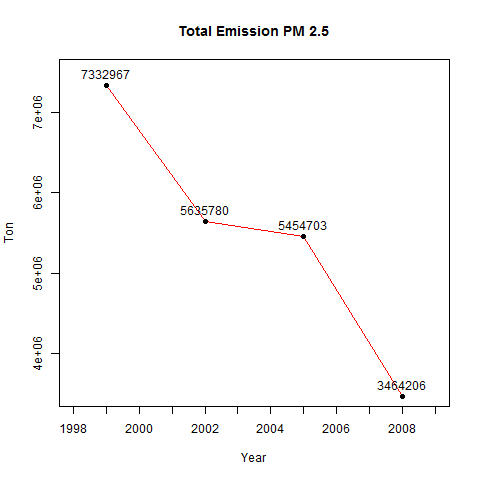 Total Emission PM 2.5
7332967
7e+06
6e+06
5635780
5454703
Ton
5e+06
4e+06
3464206
1998 2000 2002 2004 2006 2008
Year